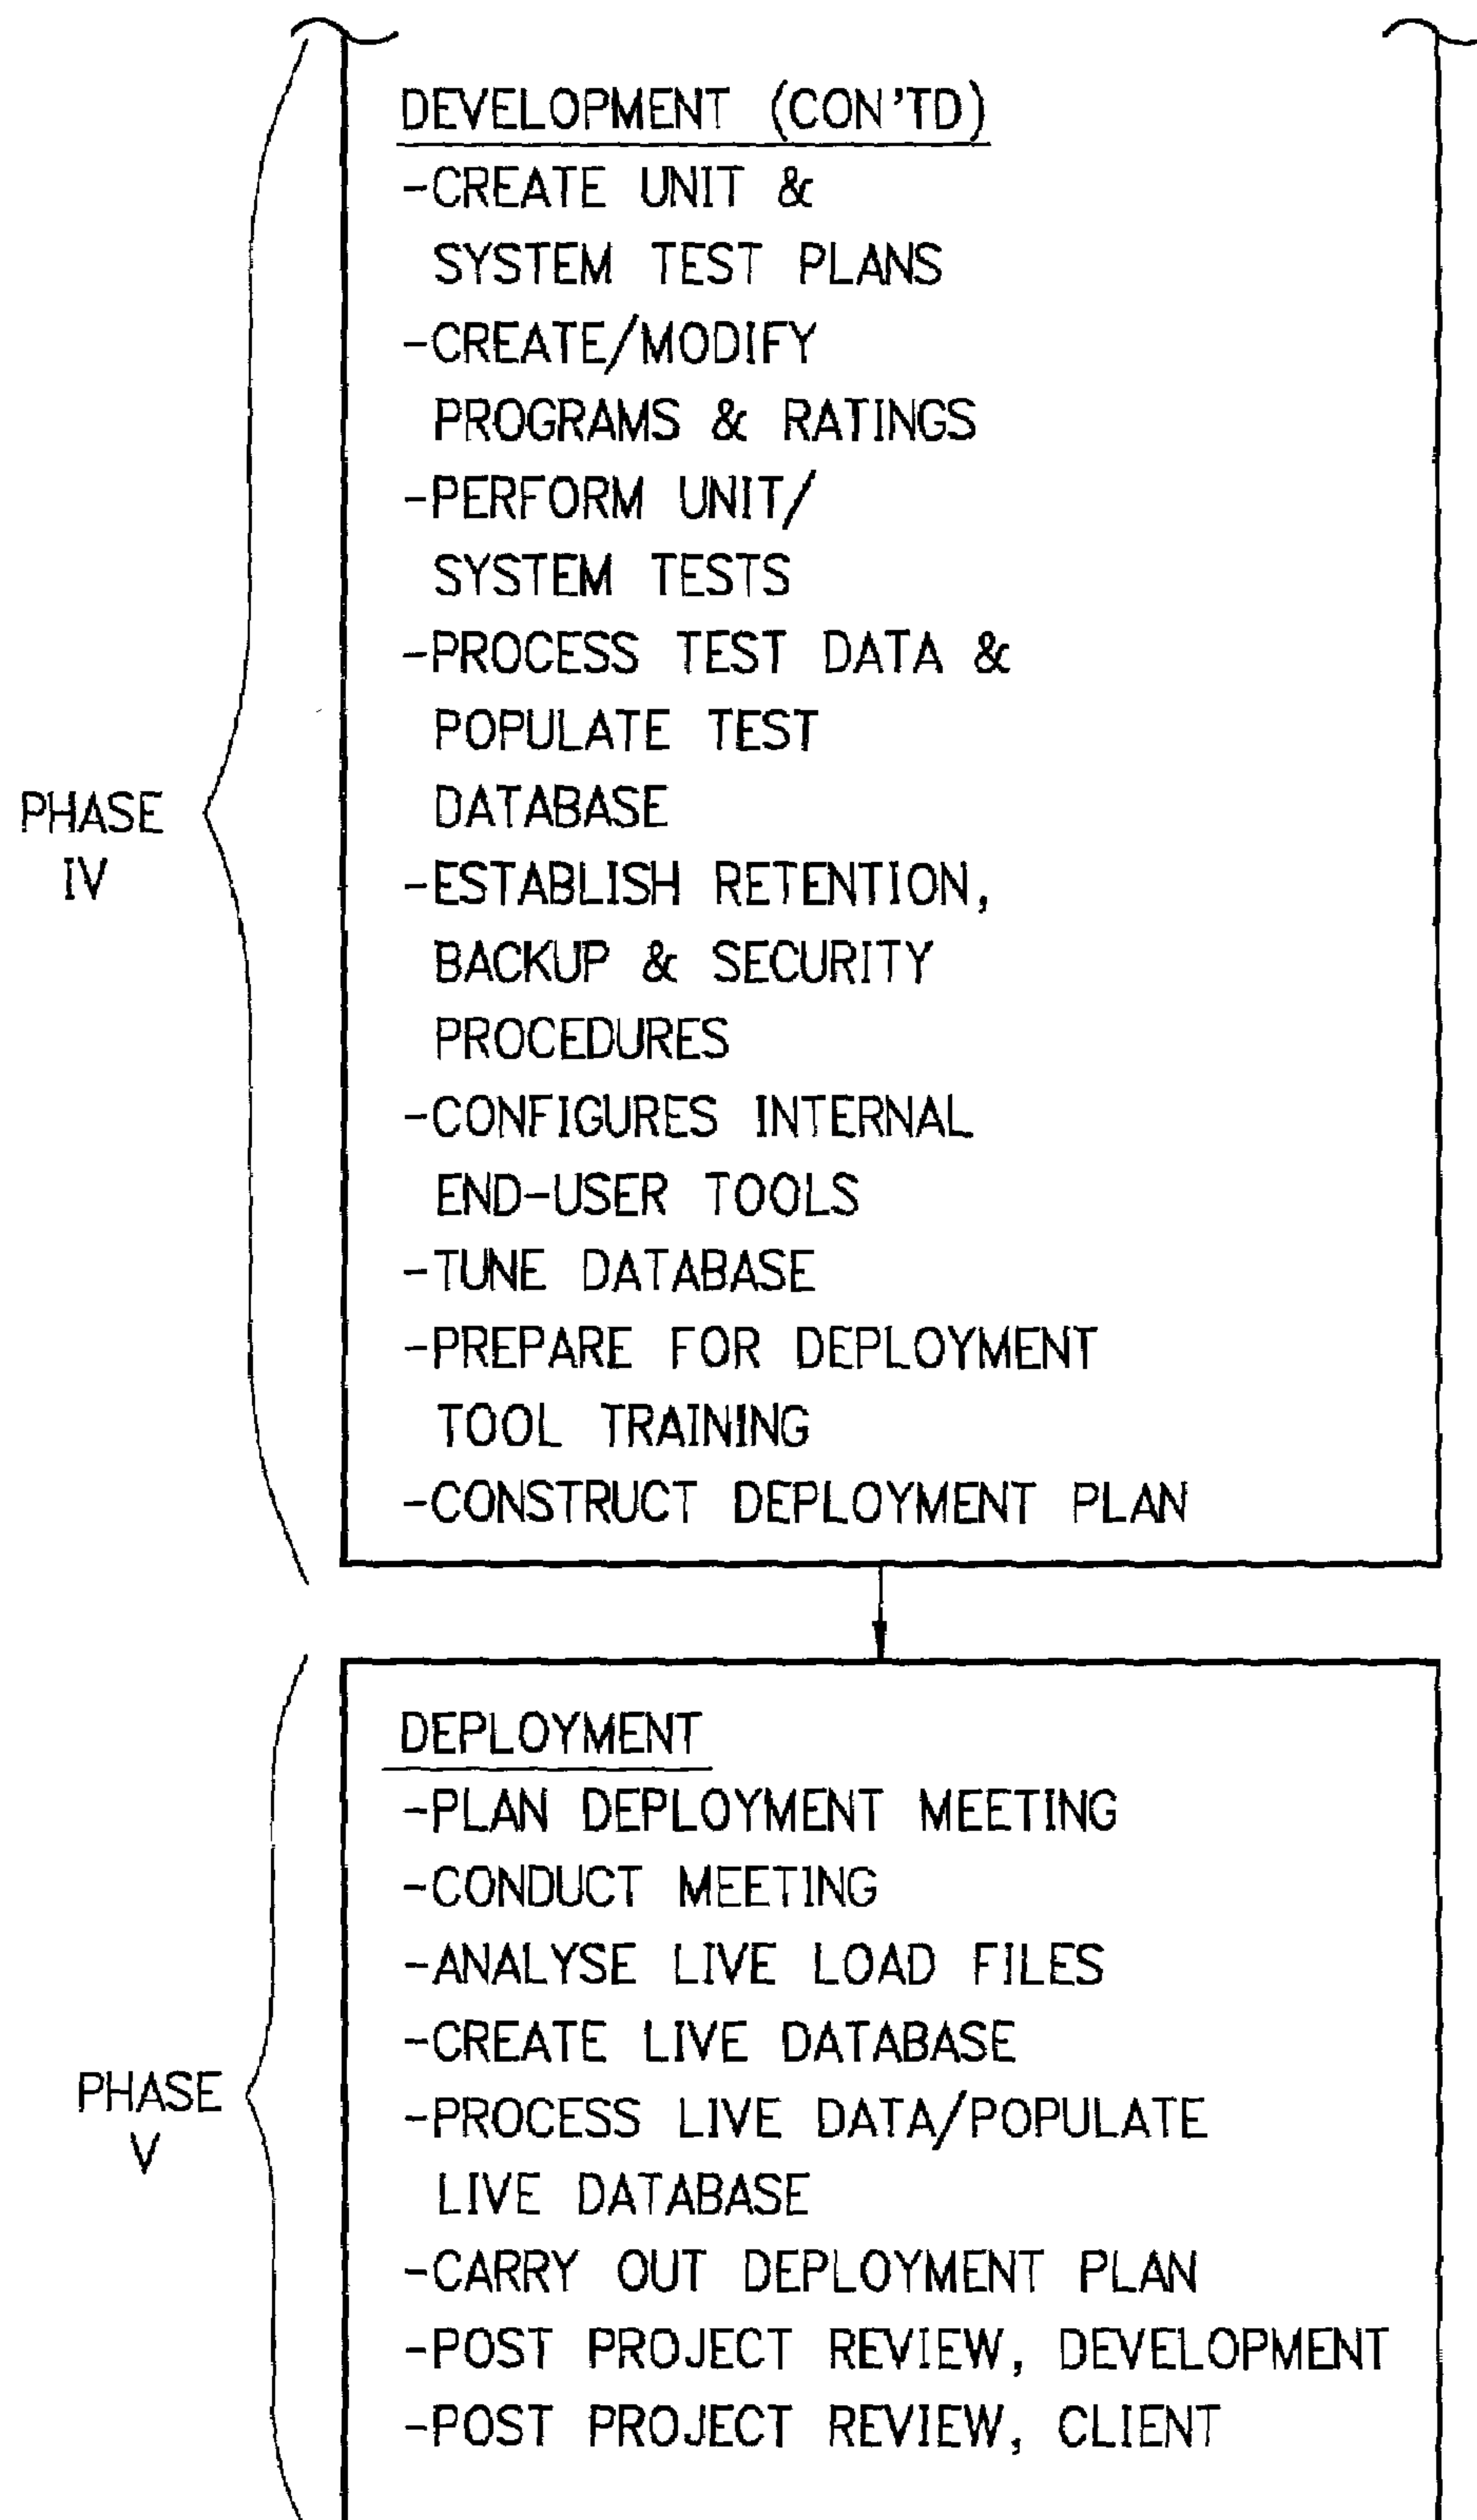 DEVELOPMENT (CON'TD)
-CREATE UNIT &
SYSTEM TEST PLANS
-CREATE/MODIFY
PROGRAMS & RATINGS
-PERFORM UNIT/
SYSTEM TESTS
-PROCESS TEST DATA &
POPULATE TEST
DATABASE
PHASE
IV
-ESTABLISH RETENTION,
BACKUP & SECURITY
PROCEDURES
-CONFIGURES INTERNAL
END-USER TOOLS
-TUNE DATABASE
-PREPARE FOR DEPLOYMENT
TOOL TRAINING
-CONSTRUCT DEPLOYMENT PLAN
DEPLOYMENT
-PLAN DEPLOYMENT MEETING
-CONDUCT MEETING
-ANALYSE LIVE LOAD FILES
-CREATE LIVE DATABASE
PHASE
V
-PROCESS LIVE DATA/POPULATE
LIVE DATABASE
-CARRY OUT DEPLOYMENT PLAN
-POST PROJECT REVIEW, DEVELOPMENT
-POST PROJECT REVIEW, CLIENT